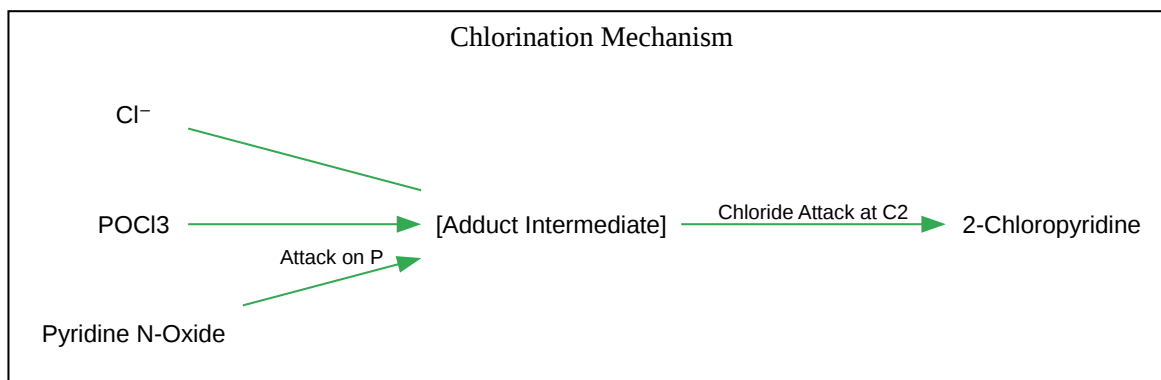 Chlorination Mechanism
Cl⁻
POCl3
[Adduct Intermediate]
Chloride Attack at C2
2-Chloropyridine
Attack on P
Pyridine N-Oxide